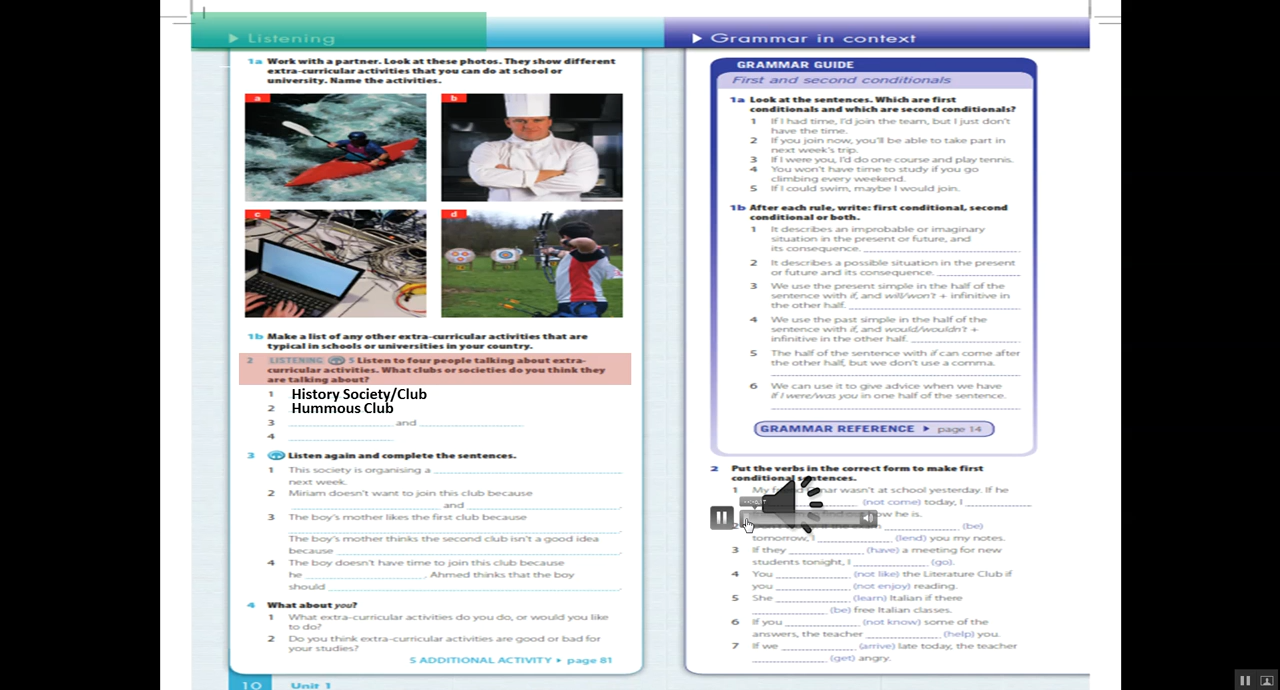 Listening
1a Work with a partner. Look at these photos. They show different
extra-curricular activities that you can do at school or
university. Name the activities.
a
b
c
d
1b Make a list of any other extra-curricular activities that are
typical in schools or universities in your country.
2 LISTENING 5 Listen to four people talking about extra-
curricular activities. What clubs or societies do you think they
are talking about?
1 History Society/Club
2 Hummous Club
3 and
4
3 Listen again and complete the sentences.
1 This society is organising a
next week.
2 Miriam doesn't want to join this club because
and .
3 The boy's mother likes the first club because
.
The boy's mother thinks the second club isn't a good idea
because .
4 The boy doesn't have time to join this club because
he . Ahmed thinks that the boy
should .
4 What about you?
1 What extra-curricular activities do you do, or would you like
to do?
2 Do you think extra-curricular activities are good or bad for
your studies?
S ADDITIONAL ACTIVITY page 81
10 Unit 1
Grammar in context
GRAMMAR GUIDE
First and second conditionals
1a Look at the sentences. Which are first
conditionals and which are second conditionals?
1 If I had time, I'd join the team, but I just don't
have the time.
2 If you join now, you'll be able to take part in
next week's trip.
3 If I were you, I'd do one course and play tennis.
4 You won't have time to study if you go
climbing every weekend.
5 If I could swim, maybe I would join.
1b After each rule, write: first conditional, second
conditional or both.
1 It describes an improbable or imaginary
situation in the present or future, and
its consequence.
2 It describes a possible situation in the present
or future and its consequence.
3 We use the present simple in the half of the
sentence with if, and will/won't + infinitive in
the other half.
4 We use the past simple in the half of the
sentence with if, and would/wouldn't +
infinitive in the other half.
5 The half of the sentence with if can come after
the other half, but we don't use a comma.
6 We can use it to give advice when we have
If I were/was you in one half of the sentence.
GRAMMAR REFERENCE page 14
2 Put the verbs in the correct form to make first
conditional sentences.
1 My wasn't at school yesterday. If he
(not come) today, I
how he is.
(be)
tomorrow, I (lend) you my notes.
3 If they (have) a meeting for new
students tonight, I (go).
4 You (not like) the Literature Club if
you (not enjoy) reading.
5 She (learn) Italian if there
(be) free Italian classes.
6 If you (not know) some of the
answers, the teacher (help) you.
7 If we (arrive) late today, the teacher
(get) angry.